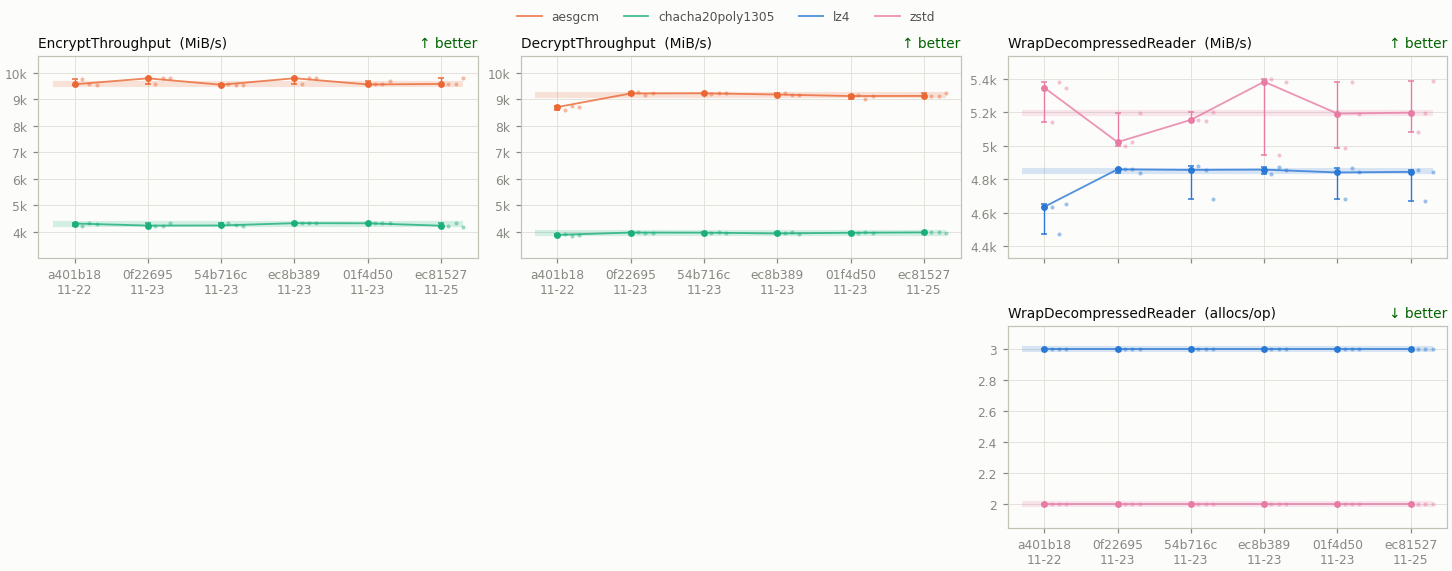 aesgcm chacha20poly1305 lz4 zstd
EncryptThroughput (MiB/s) ↑ better
10k
9k
8k
7k
6k
5k
4k
a401b18 0f22695 54b716c ec8b389 01f4d50 ec81527
11-22 11-23 11-23 11-23 11-23 11-25
DecryptThroughput (MiB/s) ↑ better
10k
9k
8k
7k
6k
5k
4k
a401b18 0f22695 54b716c ec8b389 01f4d50 ec81527
11-22 11-23 11-23 11-23 11-23 11-25
WrapDecompressedReader (MiB/s) ↑ better
5.4k
5.2k
5k
4.8k
4.6k
4.4k
WrapDecompressedReader (allocs/op) ↓ better
3
2.8
2.6
2.4
2.2
2
a401b18 0f22695 54b716c ec8b389 01f4d50 ec81527
11-22 11-23 11-23 11-23 11-23 11-25